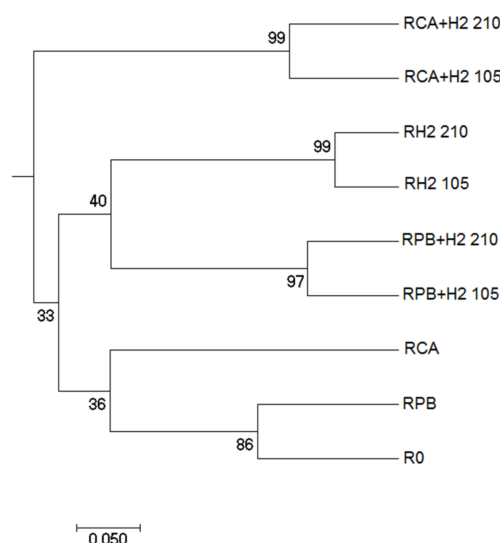 99
RCA+H2 210
RCA+H2 105
99
RH2 210
RH2 105
40
RPB+H2 210
97
RPB+H2 105
33
RCA
36
RPB
86
R0
0.050